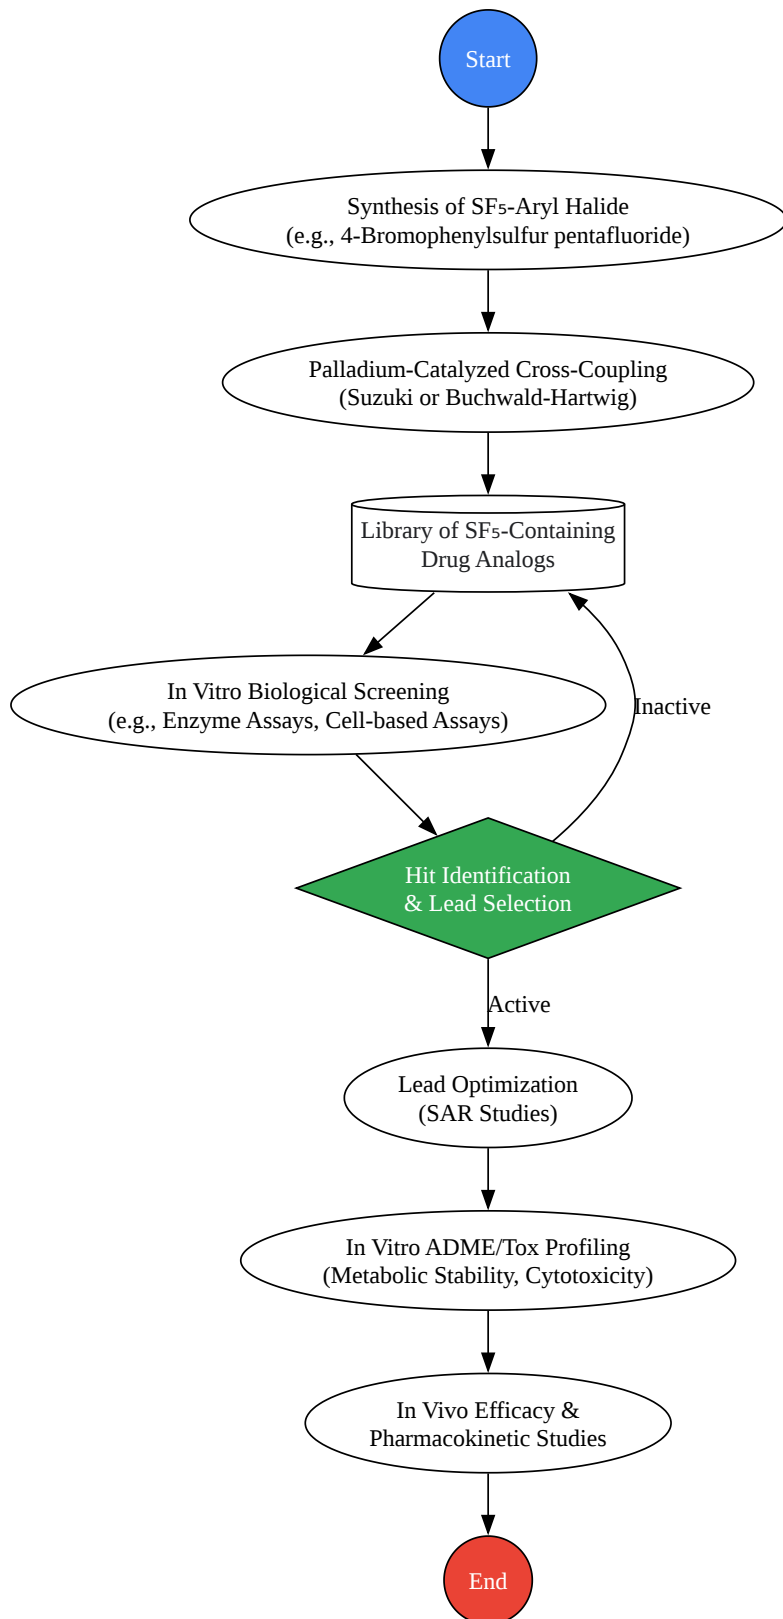 Start
Synthesis of SF₅-Aryl Halide
(e.g., 4-Bromophenylsulfur pentafluoride)
Palladium-Catalyzed Cross-Coupling
(Suzuki or Buchwald-Hartwig)
Library of SF₅-Containing
Drug Analogs
In Vitro Biological Screening
(e.g., Enzyme Assays, Cell-based Assays)
Inactive
Hit Identification
& Lead Selection
Active
Lead Optimization
(SAR Studies)
In Vitro ADME/Tox Profiling
(Metabolic Stability, Cytotoxicity)
In Vivo Efficacy &
Pharmacokinetic Studies
End